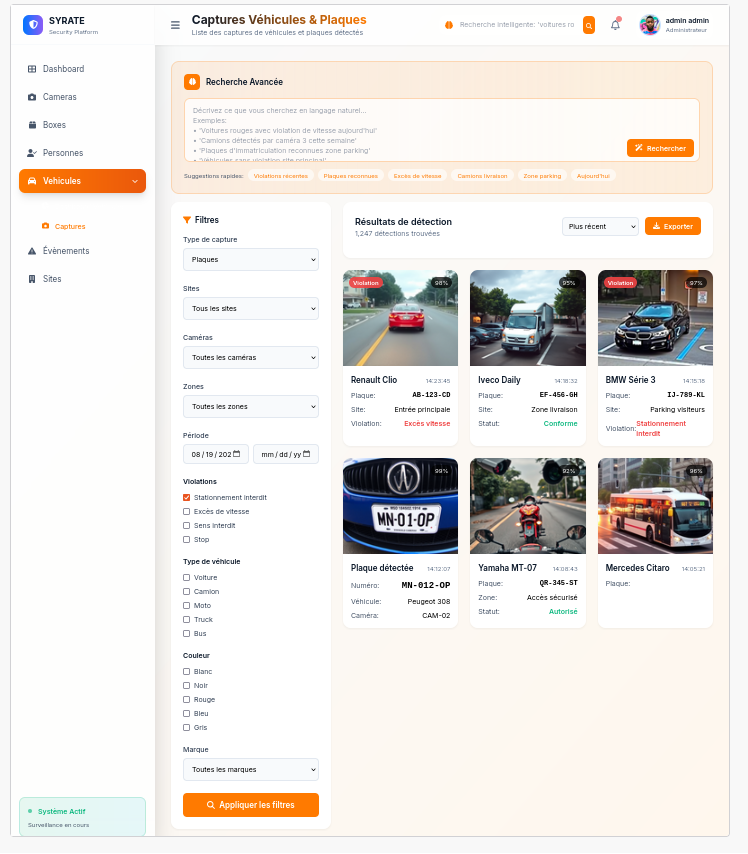 SYRATE
Security Platform
Dashboard
Cameras
Boxes
Personnes
Vehicules
Captures
Évènements
Sites
Système Actif
Surveillance en cours
Captures Véhicules & Plaques
Liste des captures de véhicules et plaques détectés
Recherche intelligente: 'voitures ro
admin admin
Administrateur
Recherche Avancée
Décrivez ce que vous cherchez en langage naturel...
Exemples:
• 'Voitures rouges avec violation de vitesse aujourd'hui'
• 'Camions détectés par caméra 3 cette semaine'
• 'Plaques d'immatriculation reconnues zone parking'
• 'Véhicules sans violation site principal'
Rechercher
Suggestions rapides: Violations récentes Plaques reconnues Excès de vitesse Camions livraison Zone parking Aujourd'hui
Filtres
Type de capture
Plaques
Sites
Tous les sites
Caméras
Toutes les caméras
Zones
Toutes les zones
Période
08 / 19 / 202 mm / dd / yy
Violations
Stationnement interdit
Excès de vitesse
Sens interdit
Stop
Type de véhicule
Voiture
Camion
Moto
Truck
Bus
Couleur
Blanc
Noir
Rouge
Bleu
Gris
Marque
Toutes les marques
Appliquer les filtres
Résultats de détection
1,247 détections trouvées
Plus récent
Exporter
Violation 98%
Renault Clio 14:23:45
Plaque: AB-123-CD
Site: Entrée principale
Violation: Excès vitesse
95%
Iveco Daily 14:18:32
Plaque: EF-456-GH
Site: Zone livraison
Statut: Conforme
Violation 97%
BMW Série 3 14:15:18
Plaque: IJ-789-KL
Site: Parking visiteurs
Violation: Stationnement interdit
99%
MN-01-OP
Plaque détectée 14:12:07
Numéro: MN-012-OP
Véhicule: Peugeot 308
Caméra: CAM-02
92%
Yamaha MT-07 14:08:43
Plaque: QR-345-ST
Zone: Accès sécurisé
Statut: Autorisé
96%
Mercedes Citaro 14:05:21
Plaque: